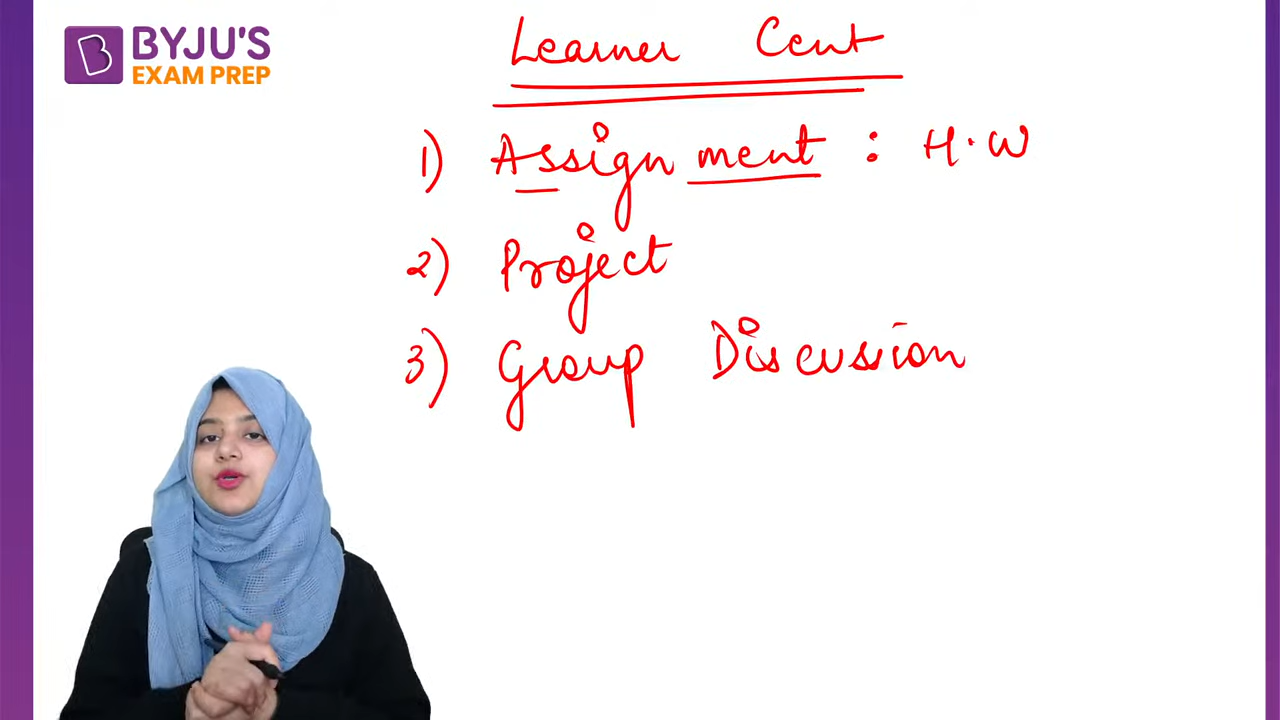 BYJU'S
EXAM PREP
Learner Cent
1) Assignment : H.W
2) Project
3) Group Discussion